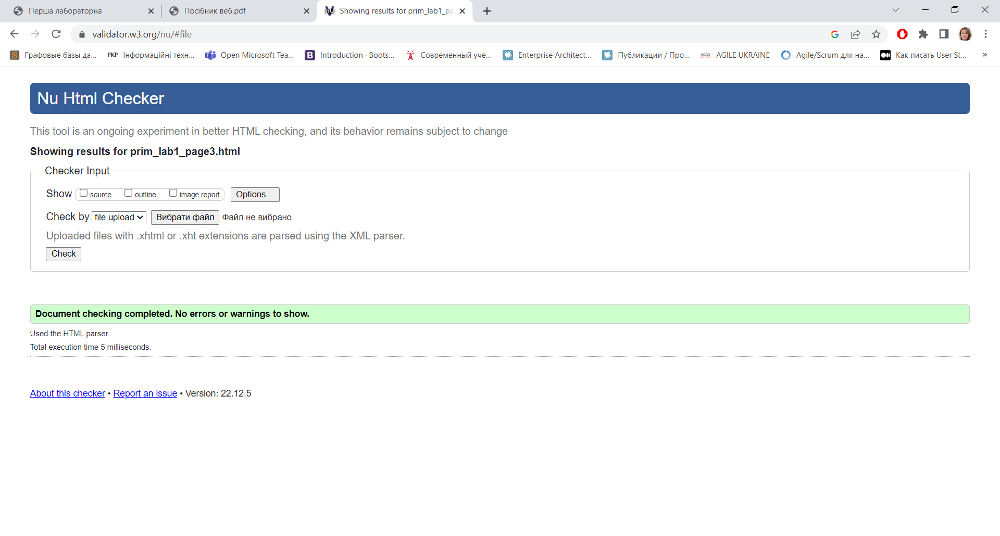 Перша лабораторна
Посібник веб.pdf
Showing results for prim_lab1_pa
validator.w3.org/nu/#file
Графовые базы да...
PKP Інформаційні техн...
Open Microsoft Tea...
B Introduction · Boots...
Современный уче...
Enterprise Architect...
Публикации / Про...
AGILE UKRAINE
Agile/Scrum для на...
Как писать User St...
»
Nu Html Checker
This tool is an ongoing experiment in better HTML checking, and its behavior remains subject to change
Showing results for prim_lab1_page3.html
Checker Input
Show source outline image report Options...
Check by file upload Вибрати файл Файл не вибрано
Uploaded files with .xhtml or .xht extensions are parsed using the XML parser.
Check
Document checking completed. No errors or warnings to show.
Used the HTML parser.
Total execution time 5 milliseconds.
About this checker • Report an issue • Version: 22.12.5